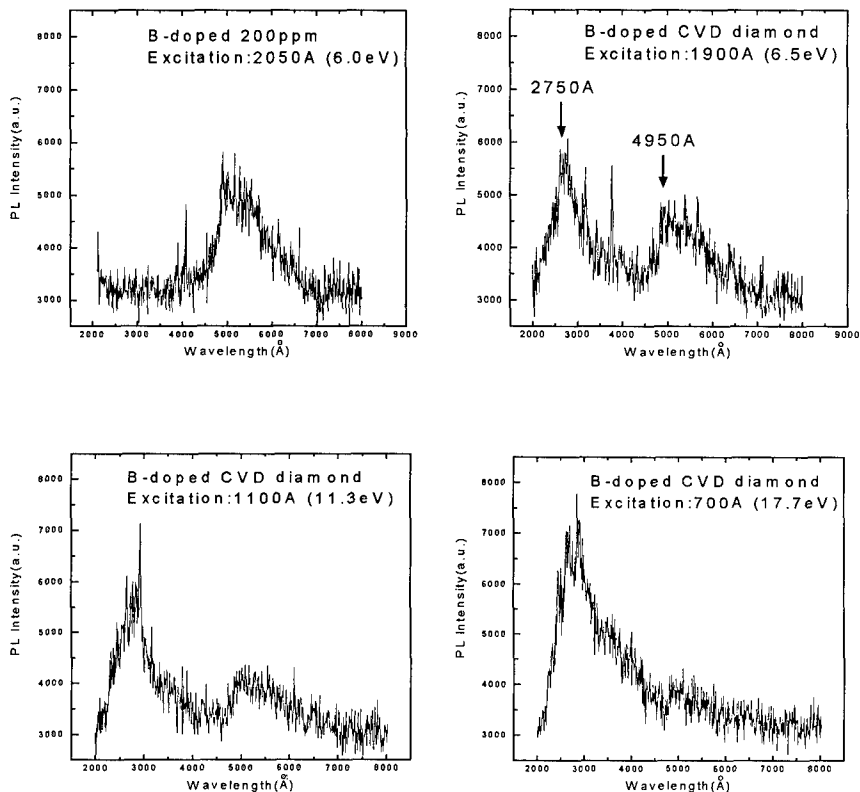 B-doped 200ppm
Excitation:2050A (6.0eV)
PL Intensity(a.u.)
8000
7000
6000
5000
4000
3000
2000 3000 4000 5000 6000 7000 8000 9000
Wavelength(Å)
B-doped CVD diamond
Excitation:1900A (6.5eV)
2750A
4950A
PL Intensity(a.u.)
8000
7000
6000
5000
4000
3000
2000 3000 4000 5000 6000 7000 8000 9000
Wavelength(Å)
B-doped CVD diamond
Excitation:1100A (11.3eV)
PL Intensity(a.u.)
8000
7000
6000
5000
4000
3000
2000 3000 4000 5000 6000 7000 8000
Wavelength(Å)
B-doped CVD diamond
Excitation:700A (17.7eV)
PL Intensity(a.u.)
8000
7000
6000
5000
4000
3000
2000 3000 4000 5000 6000 7000 8000
Wavelength(Å)